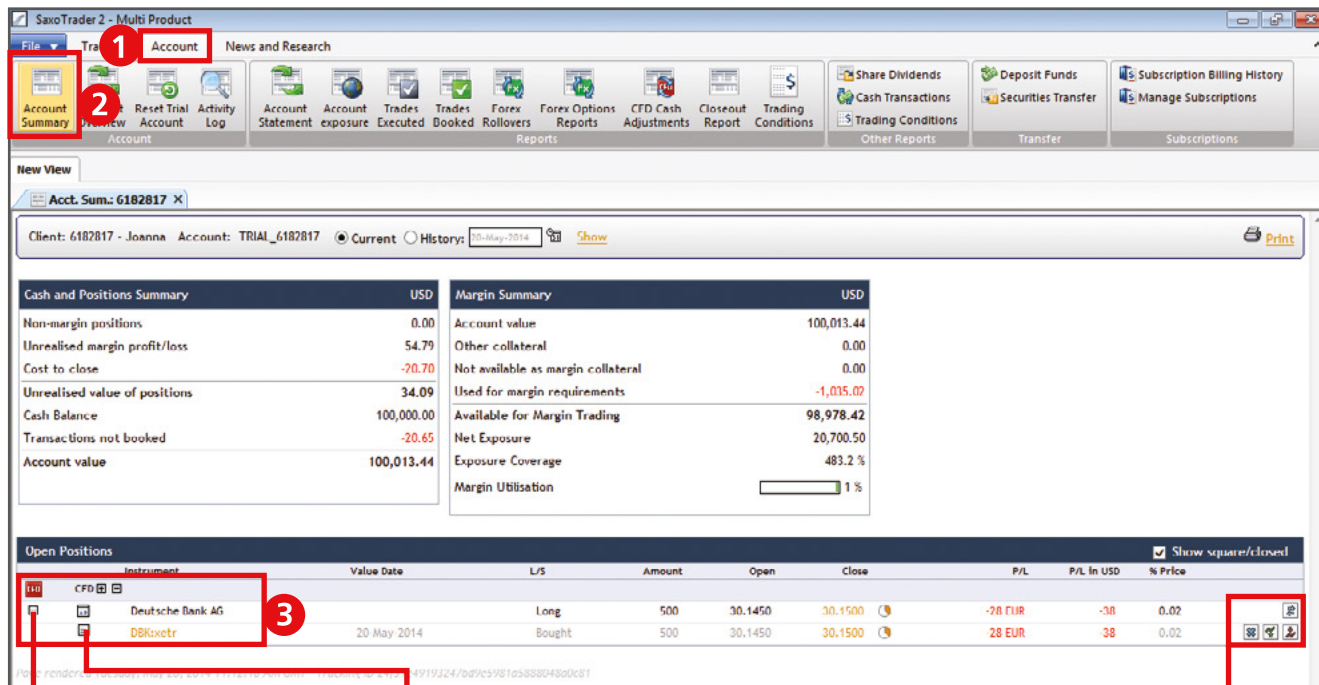 SaxoTrader 2 - Multi Product
File Tra 1 Account News and Research
2
Account Summary
Reset Trial Account
Activity Log
Account
Account Statement
Account exposure
Trades Executed
Trades Booked
Forex Rollovers
Forex Options Reports
CFD Cash Adjustments
Closeout Report
Trading Conditions
Reports
Share Dividends
Cash Transactions
Trading Conditions
Other Reports
Deposit Funds
Securities Transfer
Transfer
Subscription Billing History
Manage Subscriptions
Subscriptions
New View
Acct. Sum.: 6182817 X
Client: 6182817 - Joanna Account: TRIAL_6182817 Current History: 20-May-2014 Show Print
Cash and Positions Summary USD
Non-margin positions 0.00
Unrealised margin profit/loss 54.79
Cost to close -20.70
Unrealised value of positions 34.09
Cash Balance 100,000.00
Transactions not booked -20.65
Account value 100,013.44
Margin Summary USD
Account value 100,013.44
Other collateral 0.00
Not available as margin collateral 0.00
Used for margin requirements -1,035.02
Available for Margin Trading 98,978.42
Net Exposure 20,700.50
Exposure Coverage 483.2 %
Margin Utilisation 1 %
Open Positions Show square/closed
Instrument Value Date L/S Amount Open Close P/L P/L in USD % Price
CFD
Deutsche Bank AG Long 500 30.1450 30.1500 -28 EUR -38 0.02
3
DBK:xetr 20 May 2014 Bought 500 30.1450 30.1500 28 EUR 38 0.02